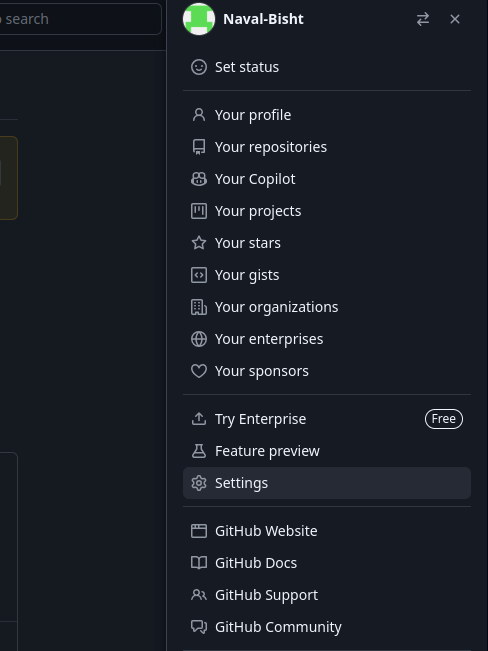 search
Naval-Bisht
Set status
Your profile
Your repositories
Your Copilot
Your projects
Your stars
Your gists
Your organizations
Your enterprises
Your sponsors
Try Enterprise Free
Feature preview
Settings
GitHub Website
GitHub Docs
GitHub Support
GitHub Community